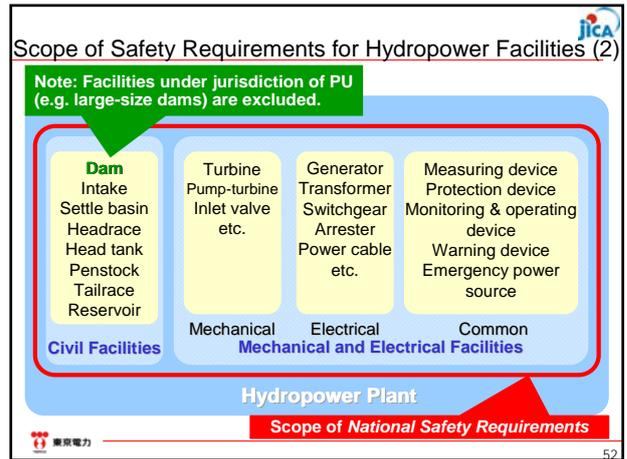 jICA
Scope of Safety Requirements for Hydropower Facilities (2)
Note: Facilities under jurisdiction of PU
(e.g. large-size dams) are excluded.
Dam
Intake
Settle basin
Headrace
Head tank
Penstock
Tailrace
Reservoir
Civil Facilities
Turbine
Pump-turbine
Inlet valve
etc.
Mechanical
Generator
Transformer
Switchgear
Arrester
Power cable
etc.
Electrical
Measuring device
Protection device
Monitoring & operating
device
Warning device
Emergency power
source
Common
Mechanical and Electrical Facilities
Hydropower Plant
Scope of National Safety Requirements
東京電力
52